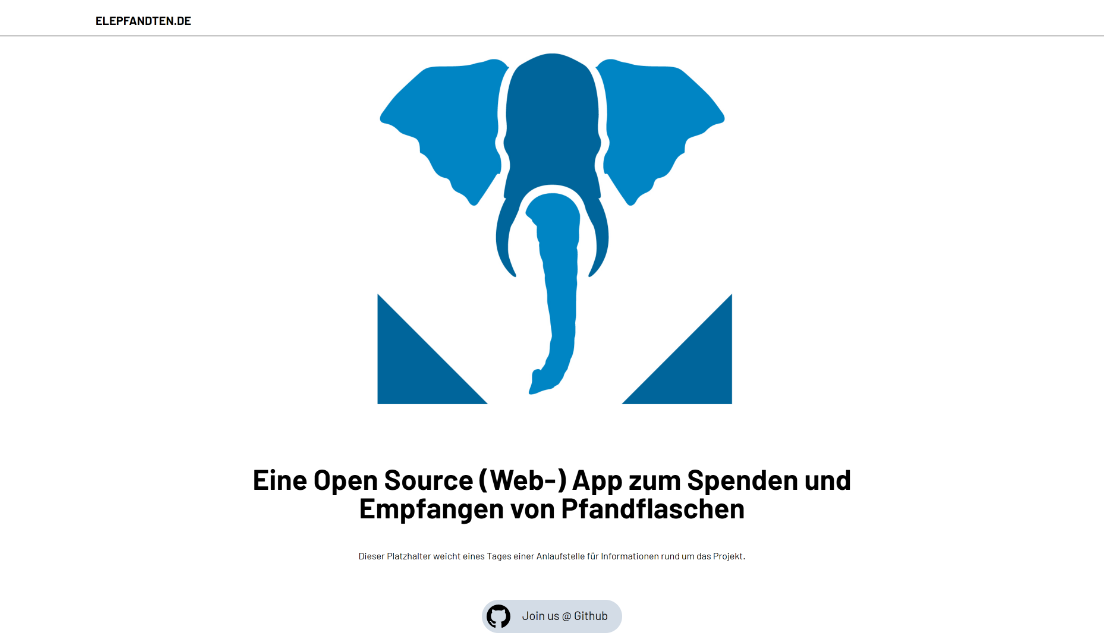 ELEPFANDTEN.DE
Eine Open Source (Web-) App zum Spenden und
Empfangen von Pfandflaschen
Dieser Platzhalter weicht eines Tages einer Anlaufstelle für Informationen rund um das Projekt.
Join us @ Github